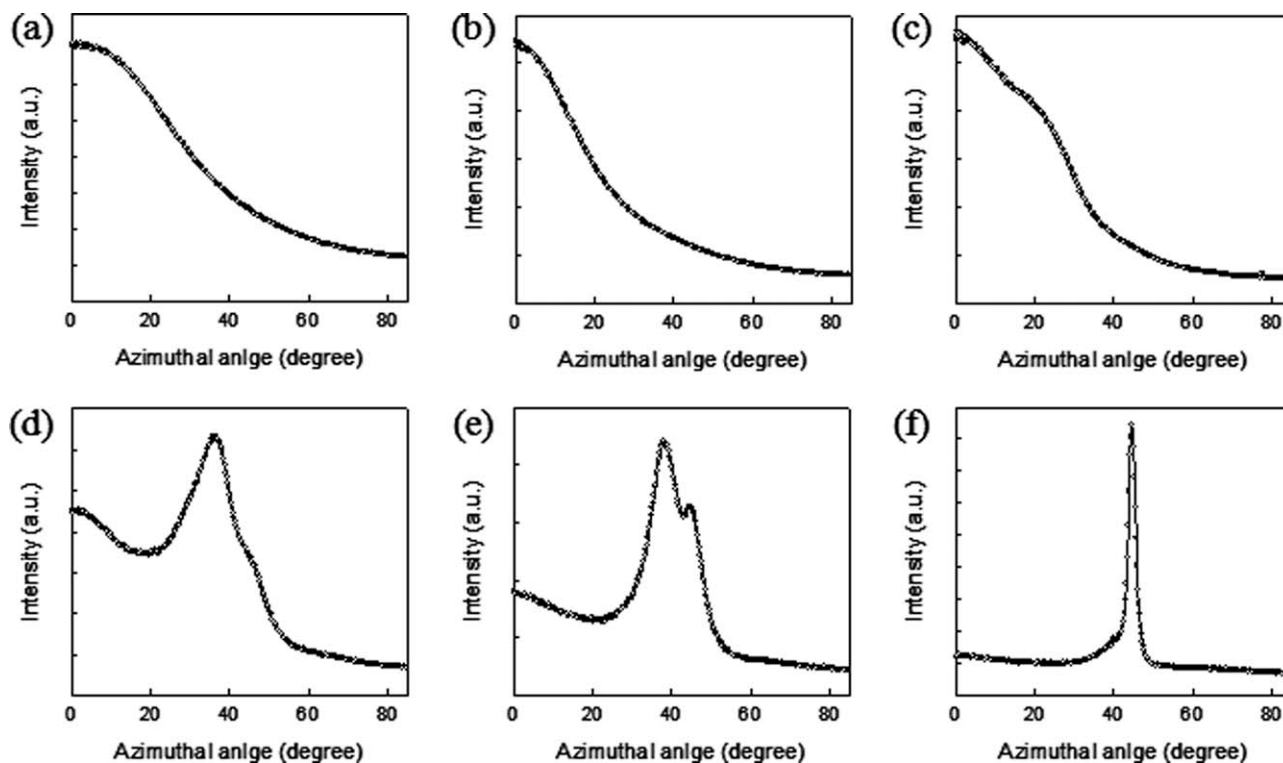 (a) (b) (c)
Intensity (a.u.) Intensity (a.u.) Intensity (a.u.)
0 20 40 60 80 0 20 40 60 80 0 20 40 60 80
Azimuthal anlge (degree) Azimuthal anlge (degree) Azimuthal anlge (degree)
(d) (e) (f)
Intensity (a.u.) Intensity (a.u.) Intensity (a.u.)
0 20 40 60 80 0 20 40 60 80 0 20 40 60 80
Azimuthal anlge (degree) Azimuthal anlge (degree) Azimuthal anlge (degree)